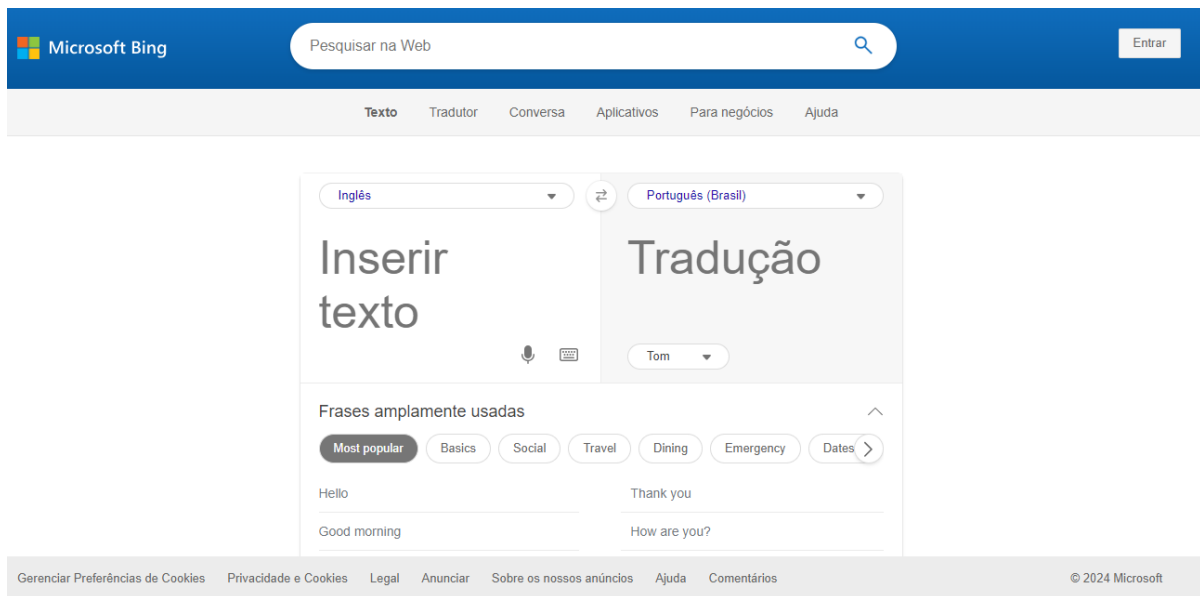 Microsoft Bing
Pesquisar na Web
Entrar
Texto Tradutor Conversa Aplicativos Para negócios Ajuda
Inglês
Português (Brasil)
Inserir
texto
Tradução
Tom
Frases amplamente usadas
Most popular Basics Social Travel Dining Emergency Dates
Hello Thank you
Good morning How are you?
Gerenciar Preferências de Cookies Privacidade e Cookies Legal Anunciar Sobre os nossos anúncios Ajuda Comentários © 2024 Microsoft